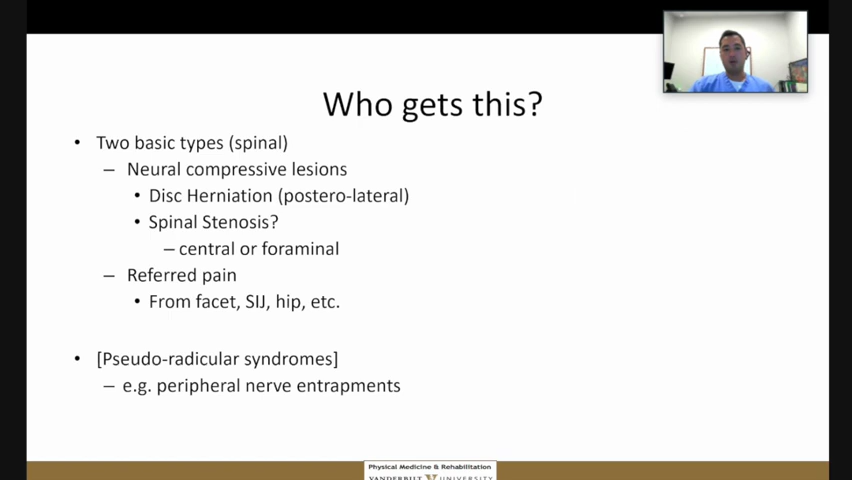 Who gets this?
• Two basic types (spinal)
– Neural compressive lesions
• Disc Herniation (postero-lateral)
• Spinal Stenosis?
– central or foraminal
– Referred pain
• From facet, SIJ, hip, etc.
• [Pseudo-radicular syndromes]
– e.g. peripheral nerve entrapments
Physical Medicine & Rehabilitation
VANDERBILT UNIVERSITY